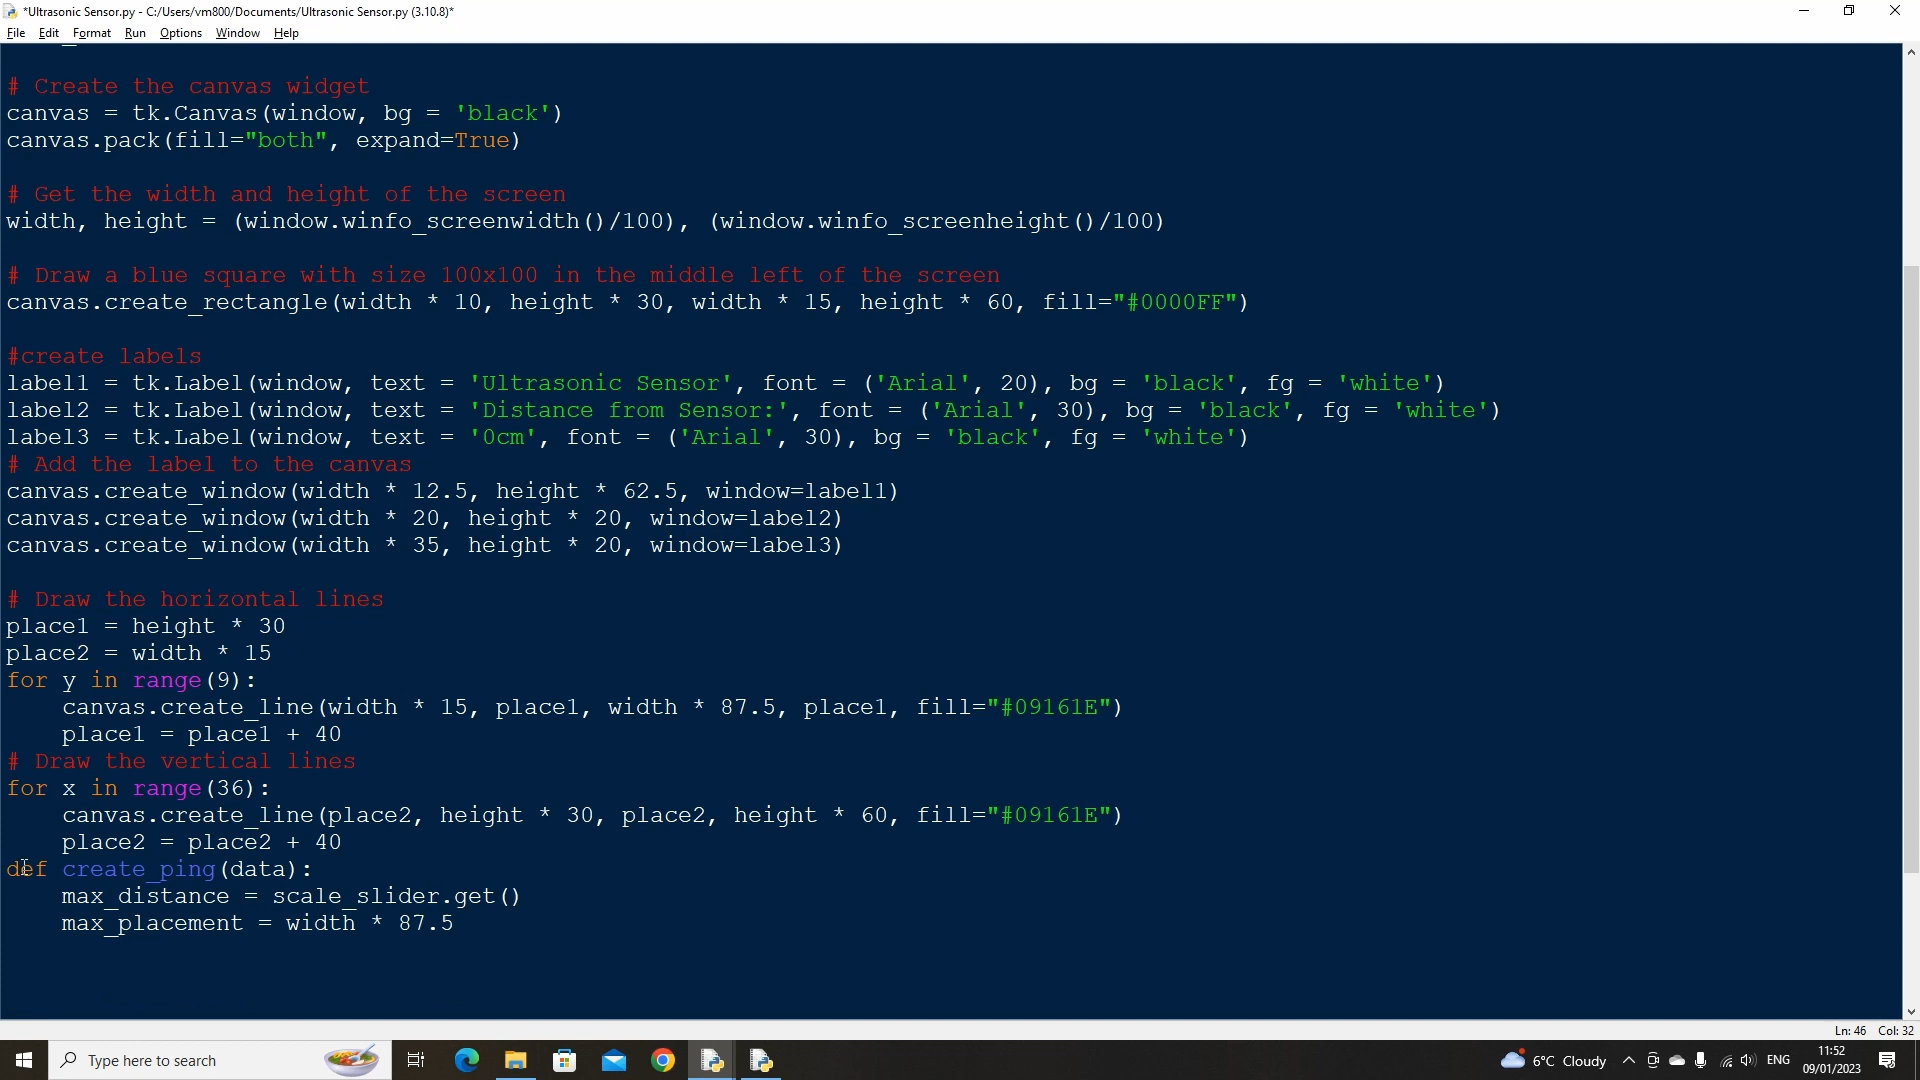 *Ultrasonic Sensor.py - C:/Users/vm800/Documents/Ultrasonic Sensor.py (3.10.8)*
File Edit Format Run Options Window Help
# Create the canvas widget
canvas = tk.Canvas(window, bg = 'black')
canvas.pack(fill="both", expand=True)
# Get the width and height of the screen
width, height = (window.winfo_screenwidth()/100), (window.winfo_screenheight()/100)
# Draw a blue square with size 100x100 in the middle left of the screen
canvas.create_rectangle(width * 10, height * 30, width * 15, height * 60, fill="#0000FF")
#create labels
label1 = tk.Label(window, text = 'Ultrasonic Sensor', font = ('Arial', 20), bg = 'black', fg = 'white')
label2 = tk.Label(window, text = 'Distance from Sensor:', font = ('Arial', 30), bg = 'black', fg = 'white')
label3 = tk.Label(window, text = '0cm', font = ('Arial', 30), bg = 'black', fg = 'white')
# Add the label to the canvas
canvas.create_window(width * 12.5, height * 62.5, window=label1)
canvas.create_window(width * 20, height * 20, window=label2)
canvas.create_window(width * 35, height * 20, window=label3)
# Draw the horizontal lines
place1 = height * 30
place2 = width * 15
for y in range(9):
    canvas.create_line(width * 15, place1, width * 87.5, place1, fill="#09161E")
    place1 = place1 + 40
# Draw the vertical lines
for x in range(36):
    canvas.create_line(place2, height * 30, place2, height * 60, fill="#09161E")
    place2 = place2 + 40
def create_ping(data):
    max_distance = scale_slider.get()
    max_placement = width * 87.5
Ln: 46 Col: 32
Type here to search
6°C Cloudy
ENG
11:52
09/01/2023